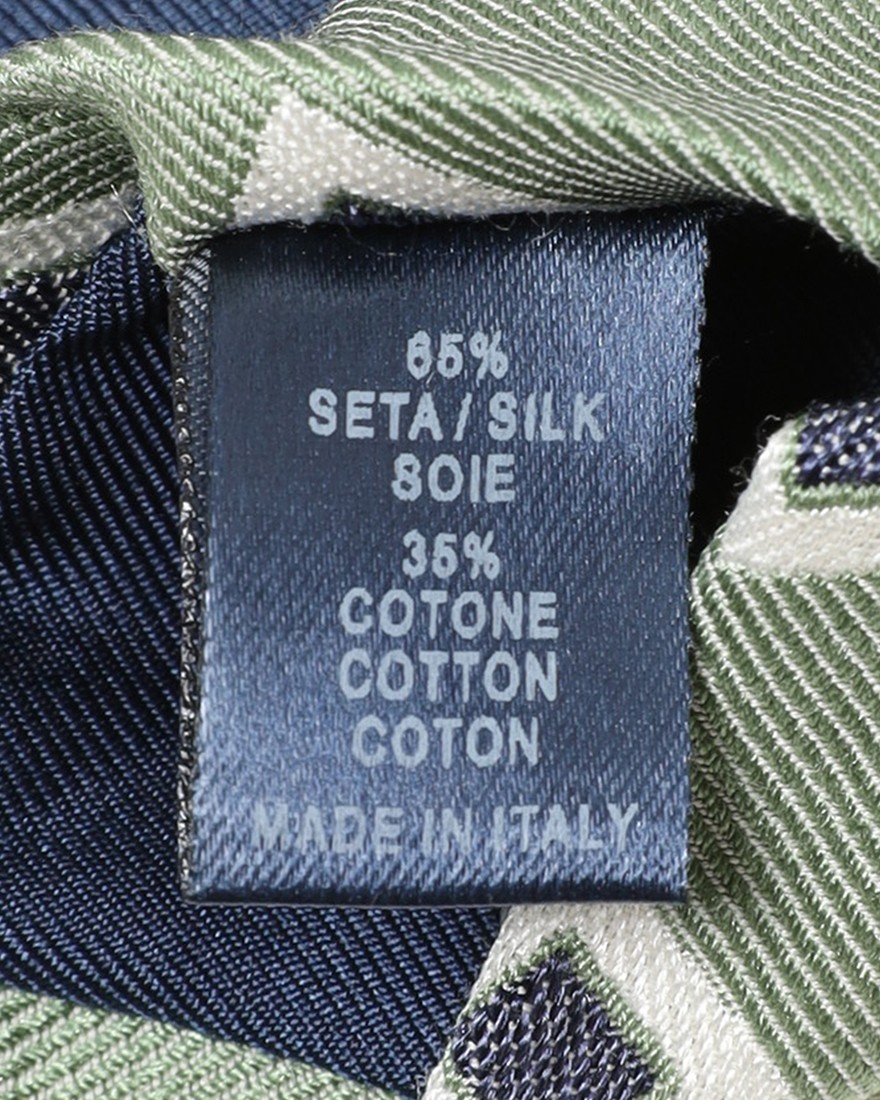 65%
SETA / SILK
SOIE
35%
COTONE
COTTON
COTON
MADE IN ITALY